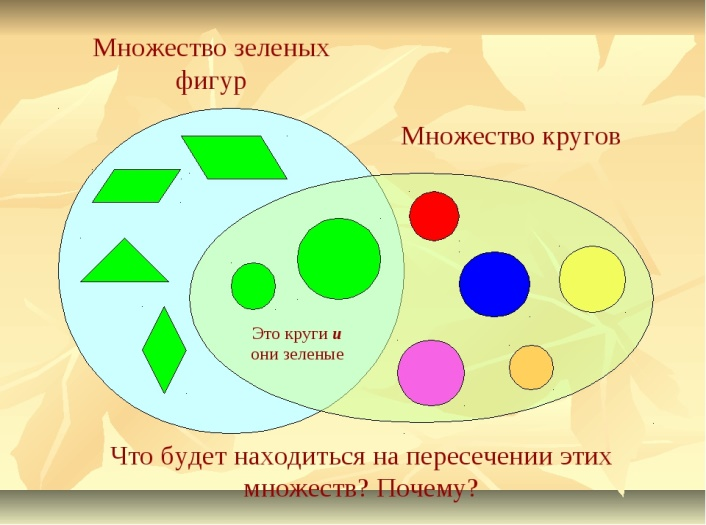 Множество зеленых
фигур
Множество кругов
Это круги и
они зеленые
Что будет находиться на пересечении этих
множеств? Почему?